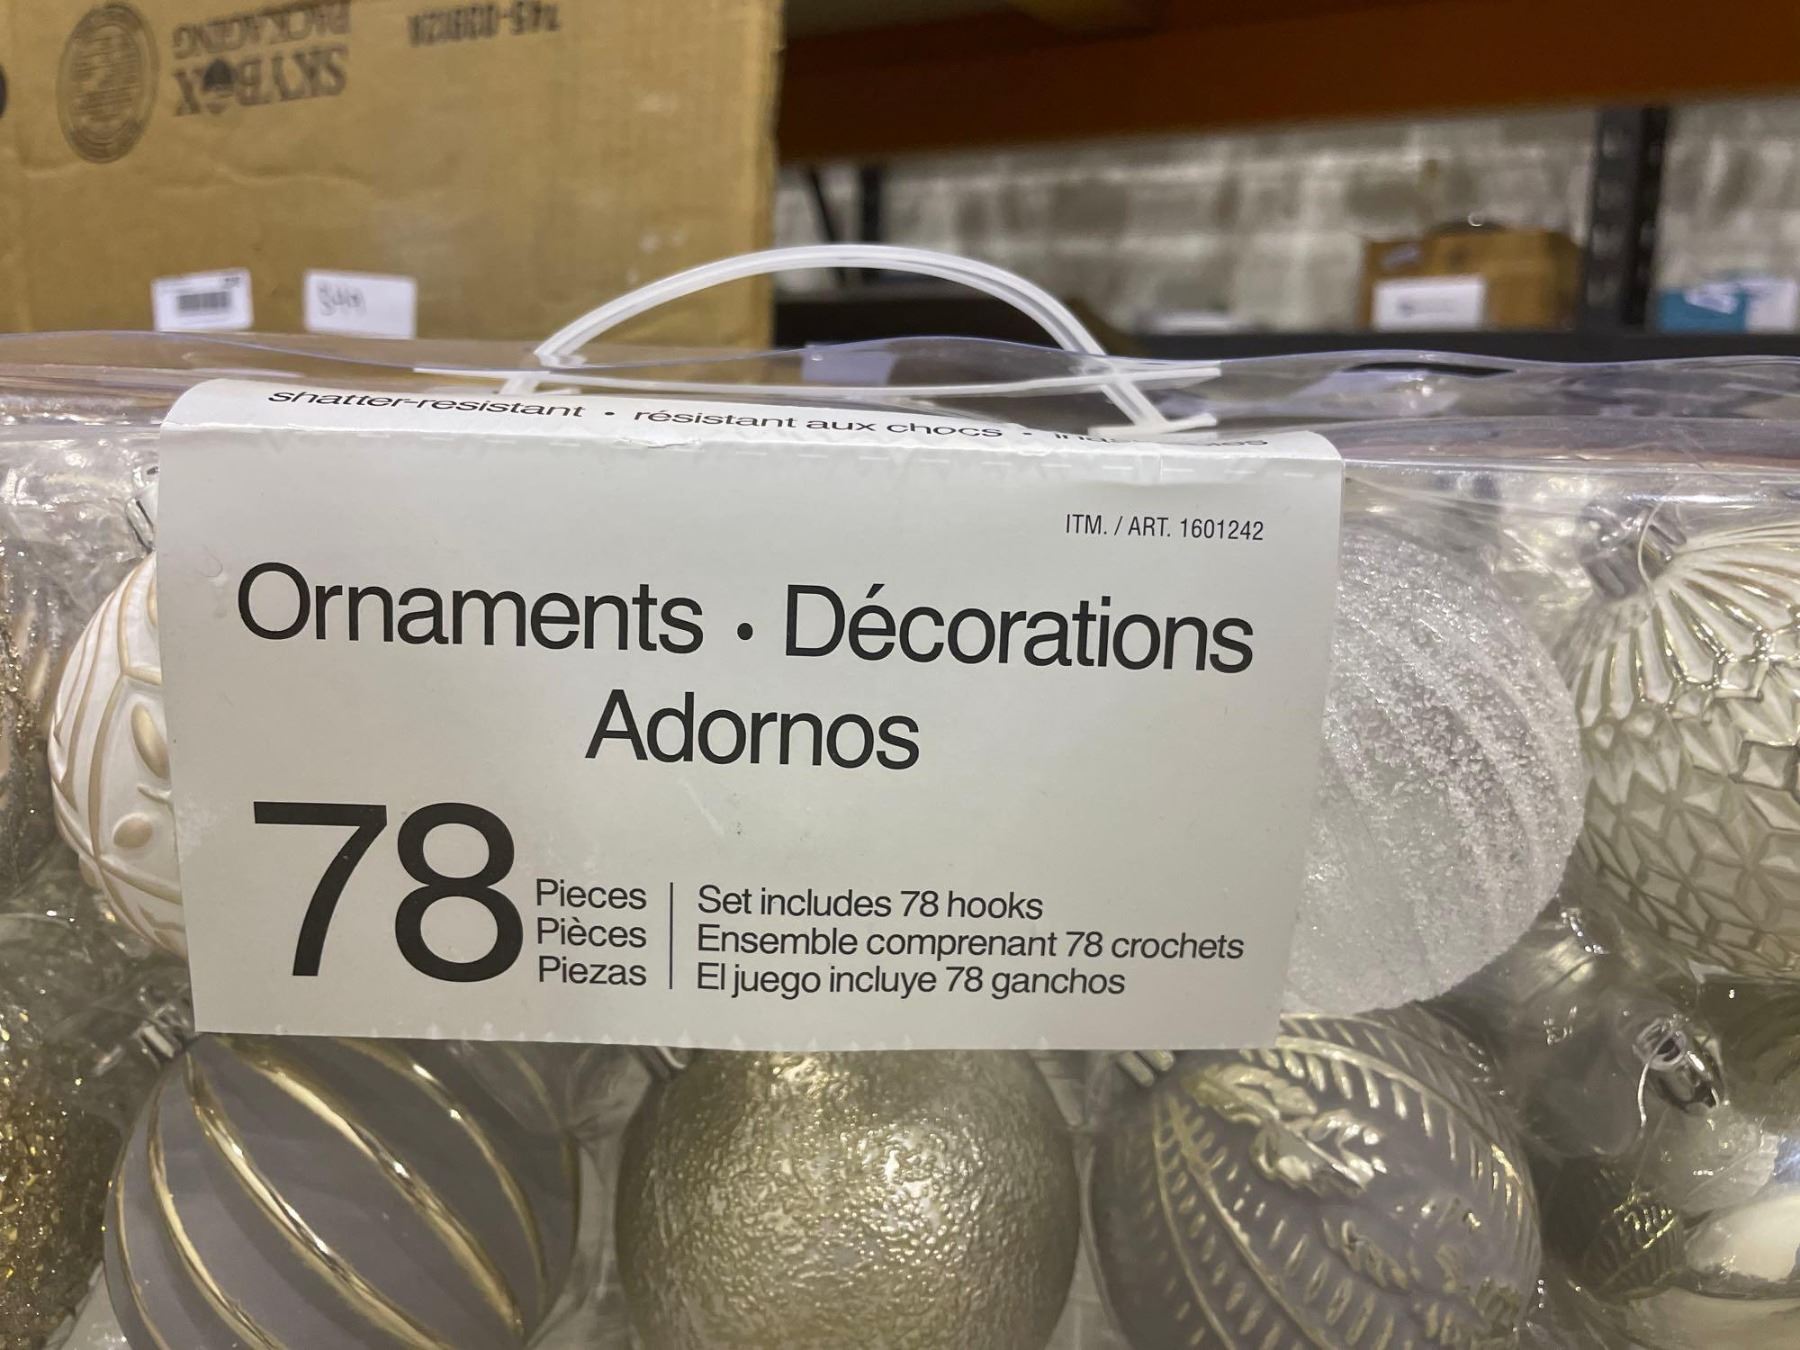 SKYBOX
PACKAGING
shatter-resistant • résistant aux chocs •
ITM. / ART. 1601242
Ornaments • Décorations
Adornos
78
Pieces
Pièces
Piezas
Set includes 78 hooks
Ensemble comprenant 78 crochets
El juego incluye 78 ganchos